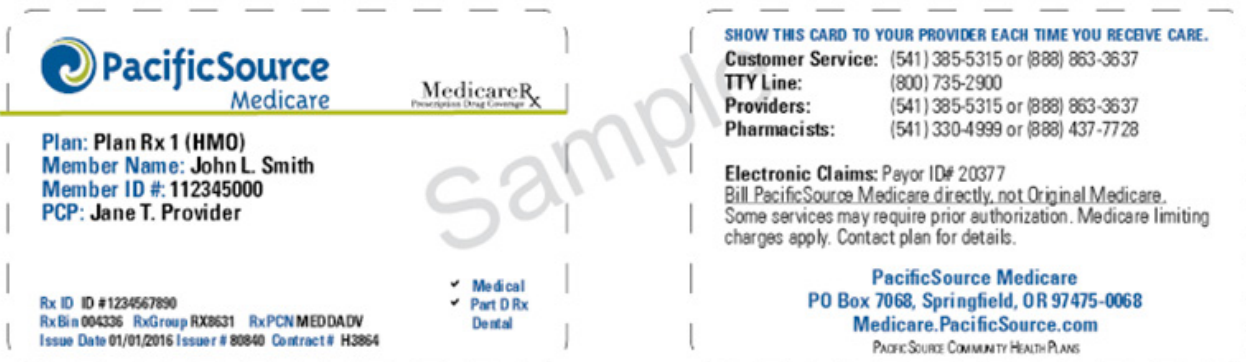 PacificSource
Medicare
MedicareRx
Prescription Drug Coverage
Plan: Plan Rx 1 (HMO)
Member Name: John L. Smith
Member ID #: 112345000
PCP: Jane T. Provider
Medical
Part D Rx
Dental
Rx ID ID #1234567890
RxBin 004336 RxGroup RX8631 RxPCN MEDDADV
Issue Date 01/01/2016 Issuer # 80840 Contract # H3864
Sample
SHOW THIS CARD TO YOUR PROVIDER EACH TIME YOU RECEIVE CARE.
Customer Service: (541) 385-5315 or (888) 863-3637
TTY Line: (800) 735-2900
Providers: (541) 385-5315 or (888) 863-3637
Pharmacists: (541) 330-4999 or (888) 437-7728
Electronic Claims: Payor ID# 20377
Bill PacificSource Medicare directly, not Original Medicare.
Some services may require prior authorization. Medicare limiting
charges apply. Contact plan for details.
PacificSource Medicare
PO Box 7068, Springfield, OR 97475-0068
Medicare.PacificSource.com
PACIFICSOURCE COMMUNITY HEALTH PLANS